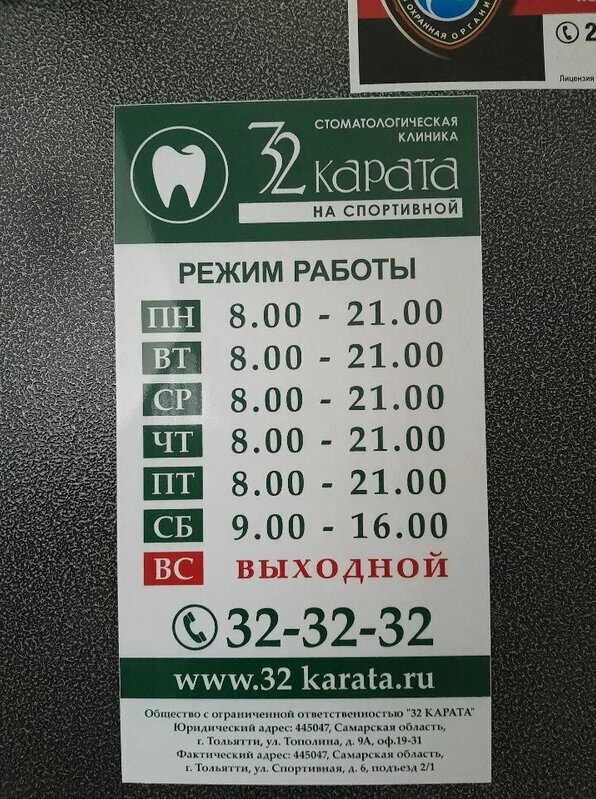 ОХРАННАЯ ОРГАНИ
2
Лицензия
СТОМАТОЛОГИЧЕСКАЯ
КЛИНИКА
32 карата
НА СПОРТИВНОЙ
РЕЖИМ РАБОТЫ
ПН 8.00 - 21.00
ВТ 8.00 - 21.00
СР 8.00 - 21.00
ЧТ 8.00 - 21.00
ПТ 8.00 - 21.00
СБ 9.00 - 16.00
ВС ВЫХОДНОЙ
32-32-32
www.32 karata.ru
Общество с ограниченной ответственностью "32 КАРАТА"
Юридический адрес: 445047, Самарская область,
г. Тольятти, ул. Тополина, д. 9А, оф.19-31
Фактический адрес: 445047, Самарская область,
г. Тольятти, ул. Спортивная, д. 6, подъезд 2/1